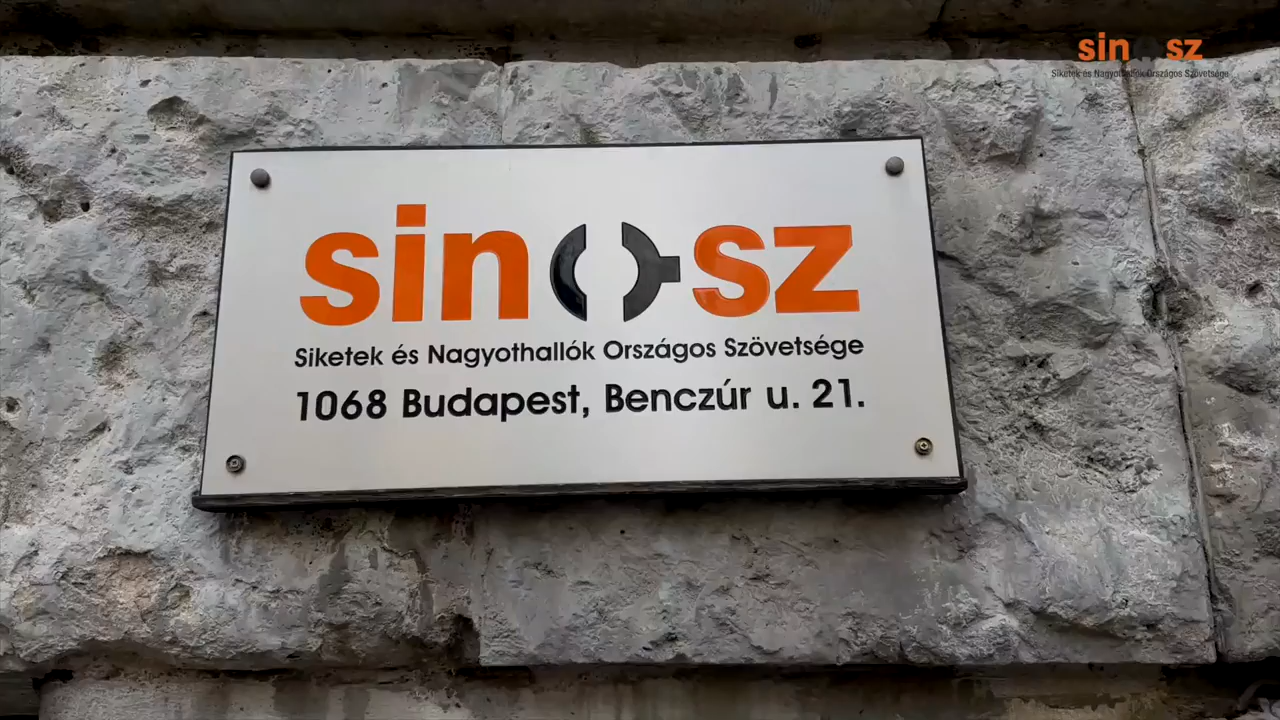 sinosz
Siketek és Nagyothallók Országos Szövetsége
sinosz
Siketek és Nagyothallók Országos Szövetsége
1068 Budapest, Benczúr u. 21.